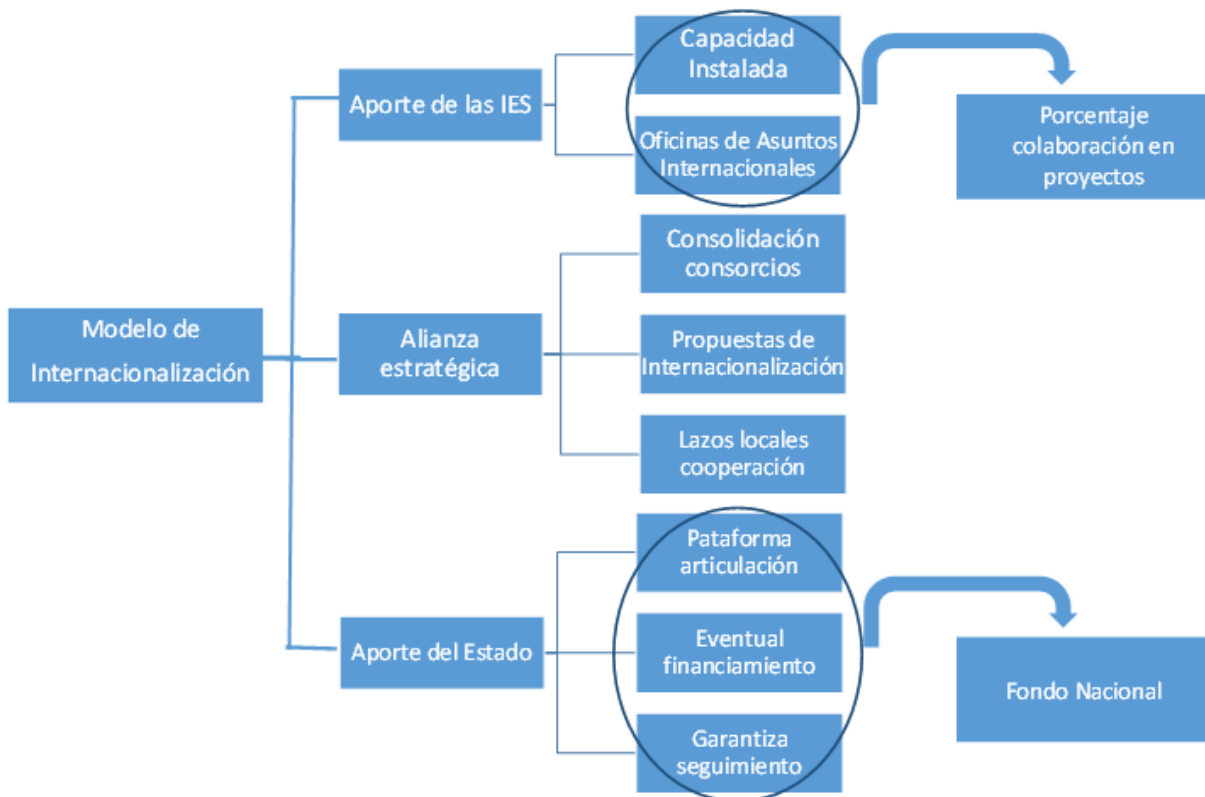 Capacidad
Instalada
Aporte de las IES
Oficinas de Asuntos
Internacionales
Porcentaje
colaboración en
proyectos
Consolidación
consorcios
Modelo de
Internacionalización
Alianza
estratégica
Propuestas de
Internacionalización
Lazos locales
cooperación
Pataforma
articulación
Aporte del Estado
Eventual
financiamiento
Garantiza
seguimiento
Fondo Nacional